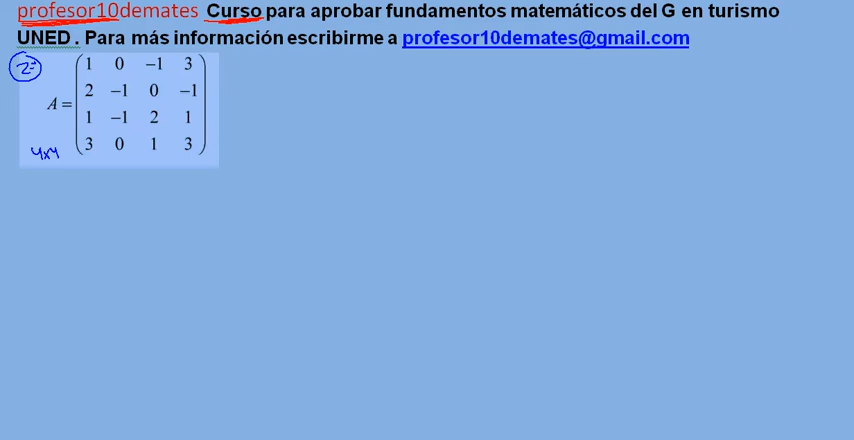 profesor10demates Curso para aprobar fundamentos matemáticos del G en turismo
UNED . Para más información escribirme a profesor10demates@gmail.com
2=
1 0 −1 3
2 −1 0 −1
A =
1 −1 2 1
3 0 1 3
4x4